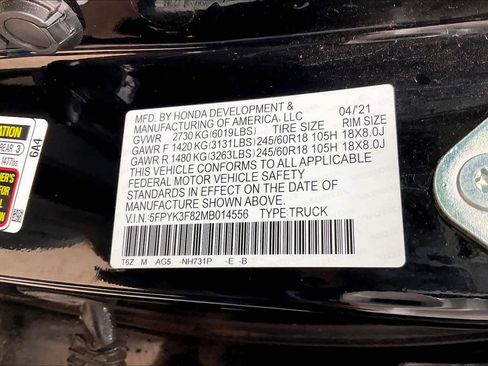 MFD. BY HONDA DEVELOPMENT &
MANUFACTURING OF AMERICA, LLC 04/21
GVWR 2730 KG(6019LBS) TIRE SIZE RIM SIZE
GAWR F 1420 KG(3131LBS) 245/60R18 105H 18X8.0J
GAWR R 1480 KG(3263LBS) 245/60R18 105H 18X8.0J
THIS VEHICLE CONFORMS TO ALL APPLICABLE
FEDERAL MOTOR VEHICLE SAFETY
STANDARDS IN EFFECT ON THE DATE OF
MANUFACTURE SHOWN ABOVE.
V.I.N.:5FPYK3F82MB014556 TYPE:TRUCK
T6Z M AG5 -NH731P -E -B
REAR 3
6A4